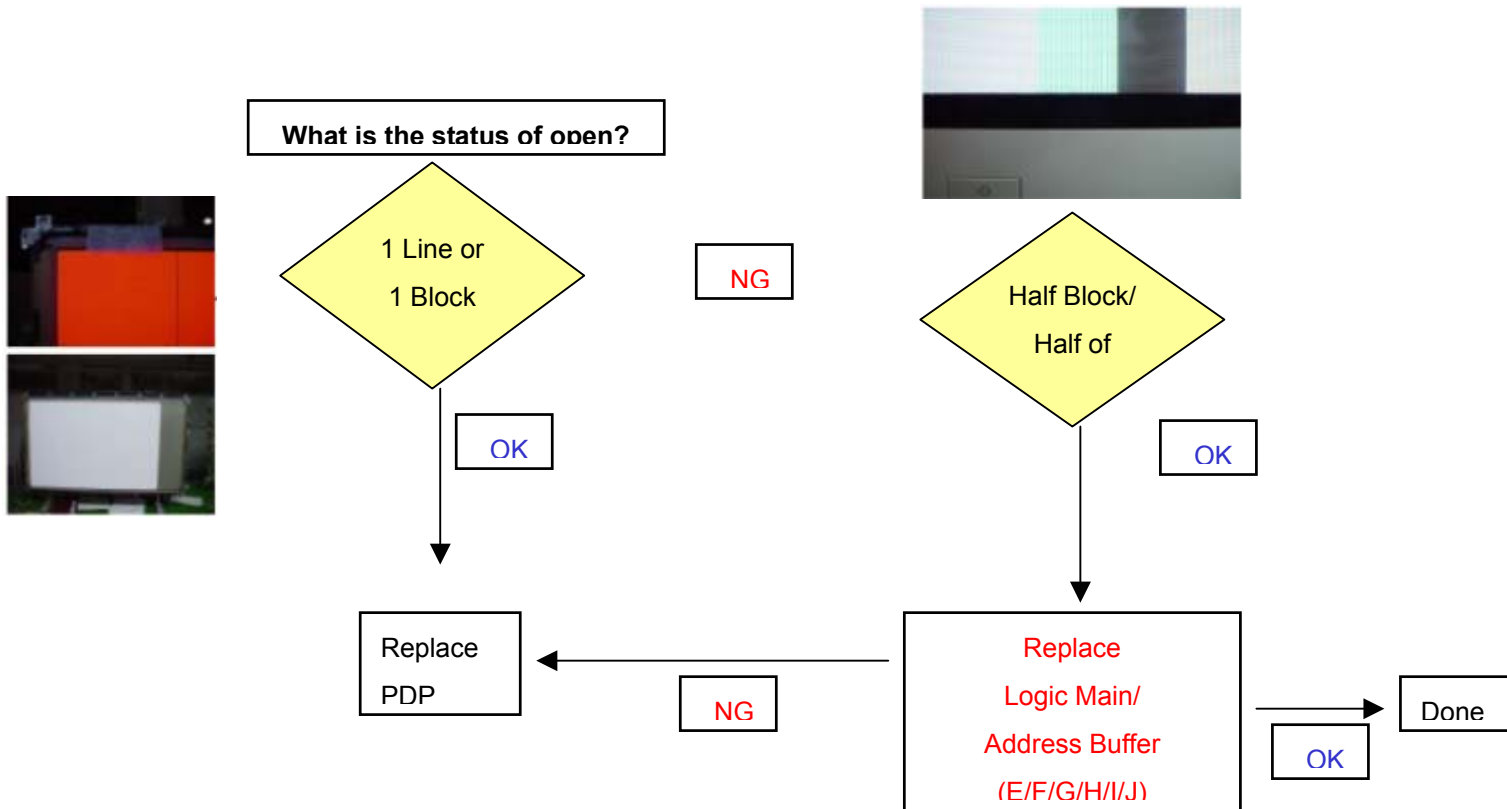 What is the status of open?
1 Line or
1 Block
NG
Half Block/
Half of
OK
OK
Replace
PDP
NG
Replace
Logic Main/
Address Buffer
(E/F/G/H/I/J)
OK
Done